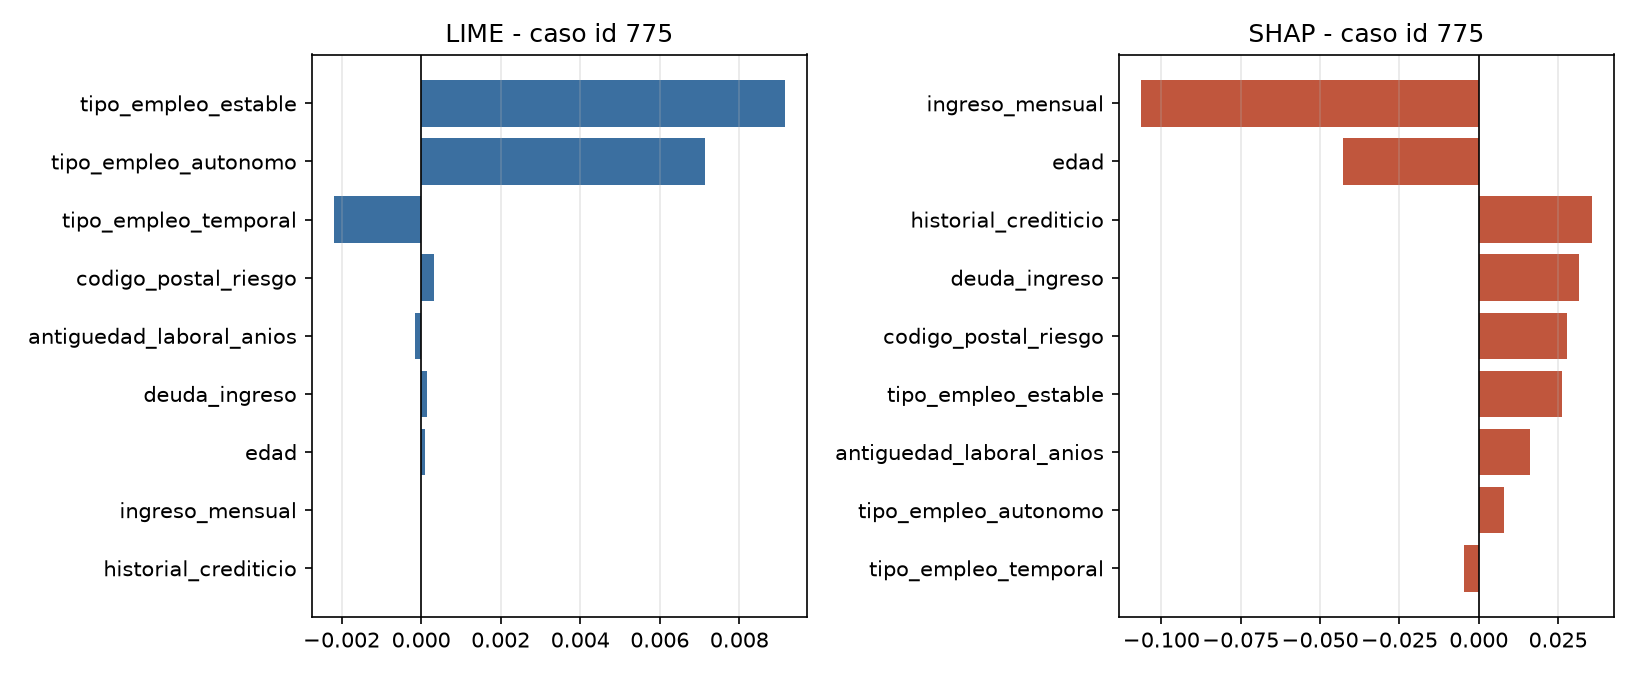 LIME - caso id 775
tipo_empleo_estable
tipo_empleo_autonomo
tipo_empleo_temporal
codigo_postal_riesgo
antiguedad_laboral_anios
deuda_ingreso
edad
ingreso_mensual
historial_crediticio
−0.002 0.000 0.002 0.004 0.006 0.008
SHAP - caso id 775
ingreso_mensual
edad
historial_crediticio
deuda_ingreso
codigo_postal_riesgo
tipo_empleo_estable
antiguedad_laboral_anios
tipo_empleo_autonomo
tipo_empleo_temporal
−0.100 −0.075 −0.050 −0.025 0.000 0.025